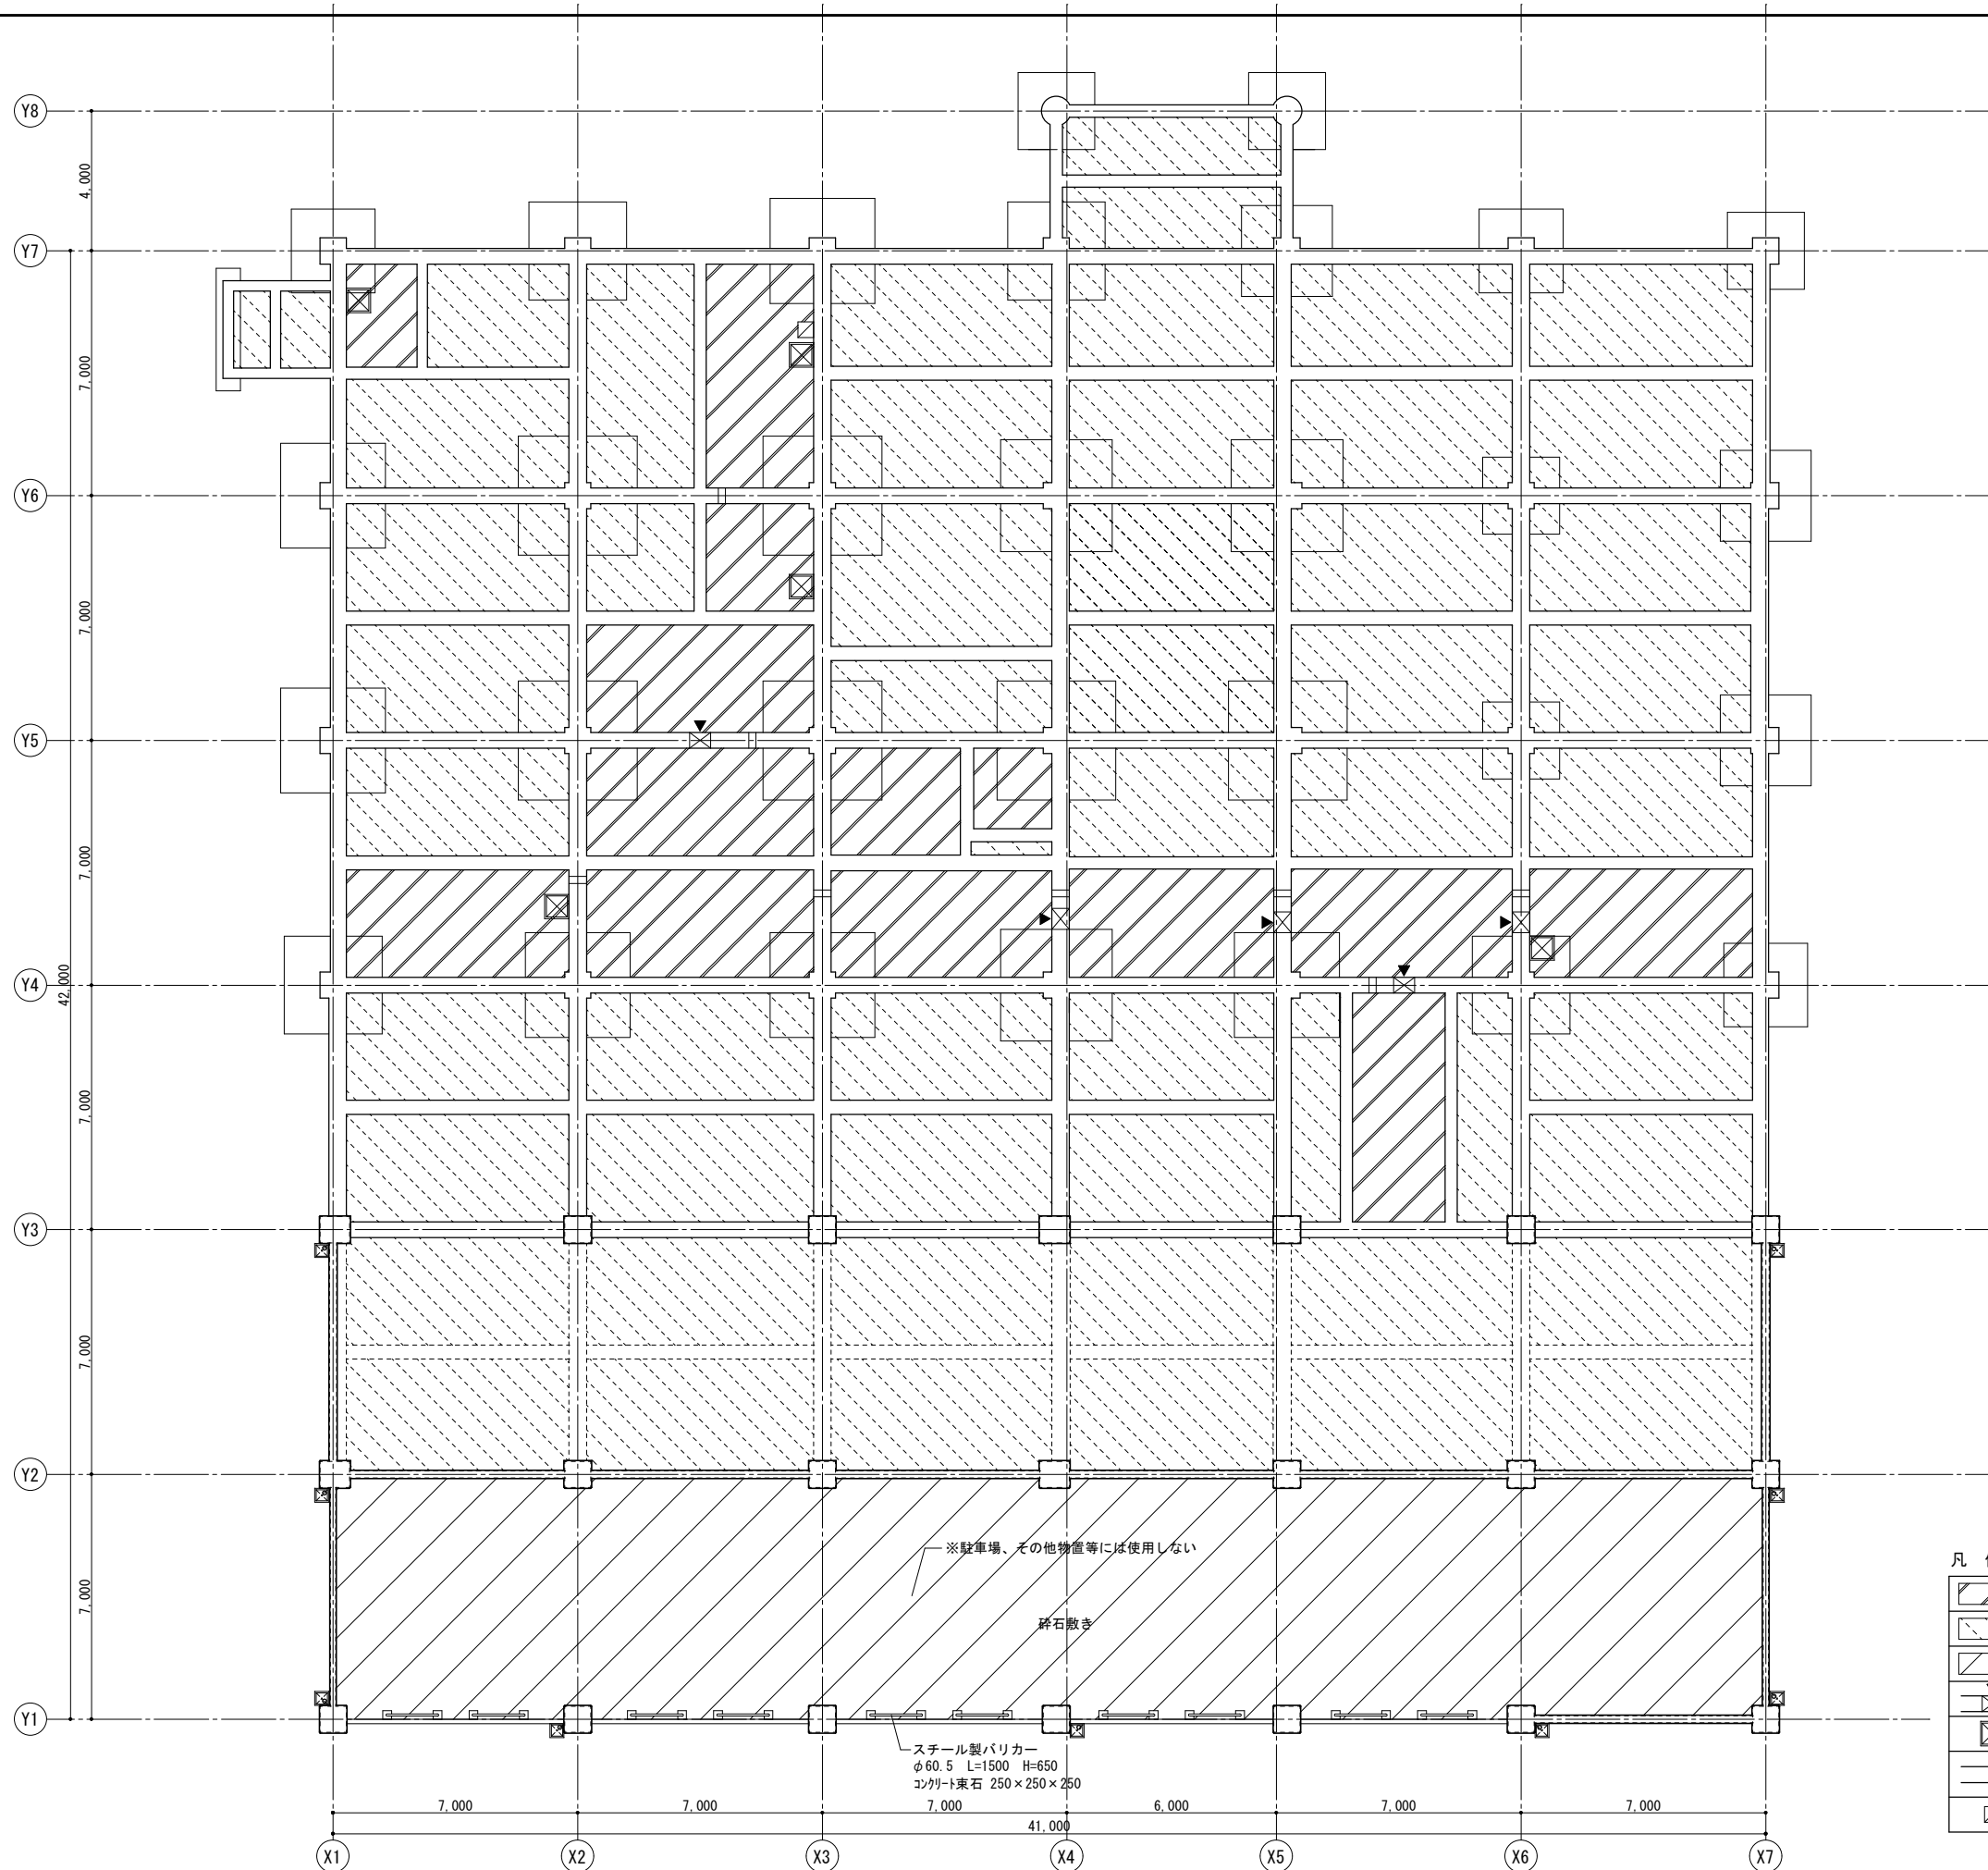 Y8
4,000
Y7
7,000
Y6
7,000
Y5
7,000
Y4
42,000
7,000
Y3
7,000
Y2
7,000
Y1
※駐車場、その他物置等には使用しない
砕石敷き
スチール製バリカー
φ60.5 L=1500 H=650
コンクリート束石 250×250×250
凡
7,000 7,000 7,000 6,000 7,000 7,000
41,000
X1 X2 X3 X4 X5 X6 X7